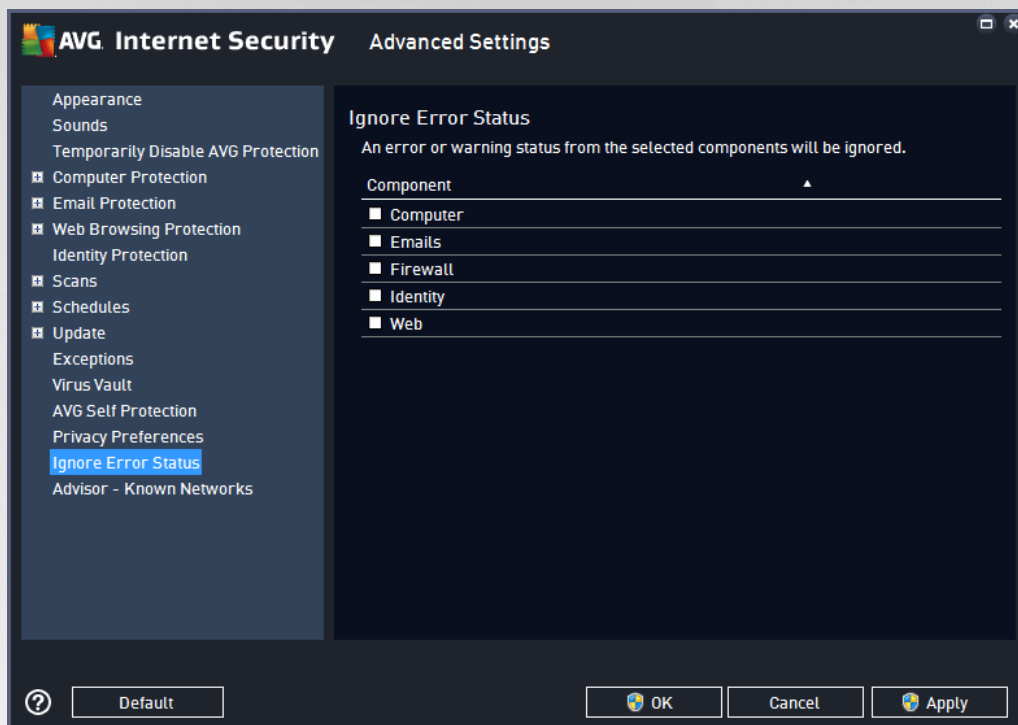 AVG. Internet Security Advanced Settings
Appearance
Sounds
Temporarily Disable AVG Protection
Computer Protection
Email Protection
Web Browsing Protection
Identity Protection
Scans
Schedules
Update
Exceptions
Virus Vault
AVG Self Protection
Privacy Preferences
Ignore Error Status
Advisor - Known Networks
Ignore Error Status
An error or warning status from the selected components will be ignored.
Component
Computer
Emails
Firewall
Identity
Web
? Default OK Cancel Apply